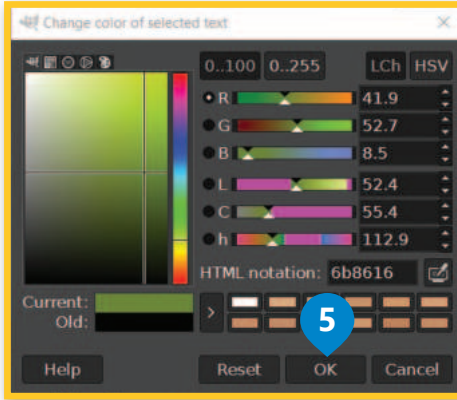 Change color of selected text
0..100 0..255 LCh HSV
R 41.9
G 52.7
B 8.5
L 52.4
C 55.4
h 112.9
HTML notation: 6b8616
Current:
Old:
5
Help Reset OK Cancel